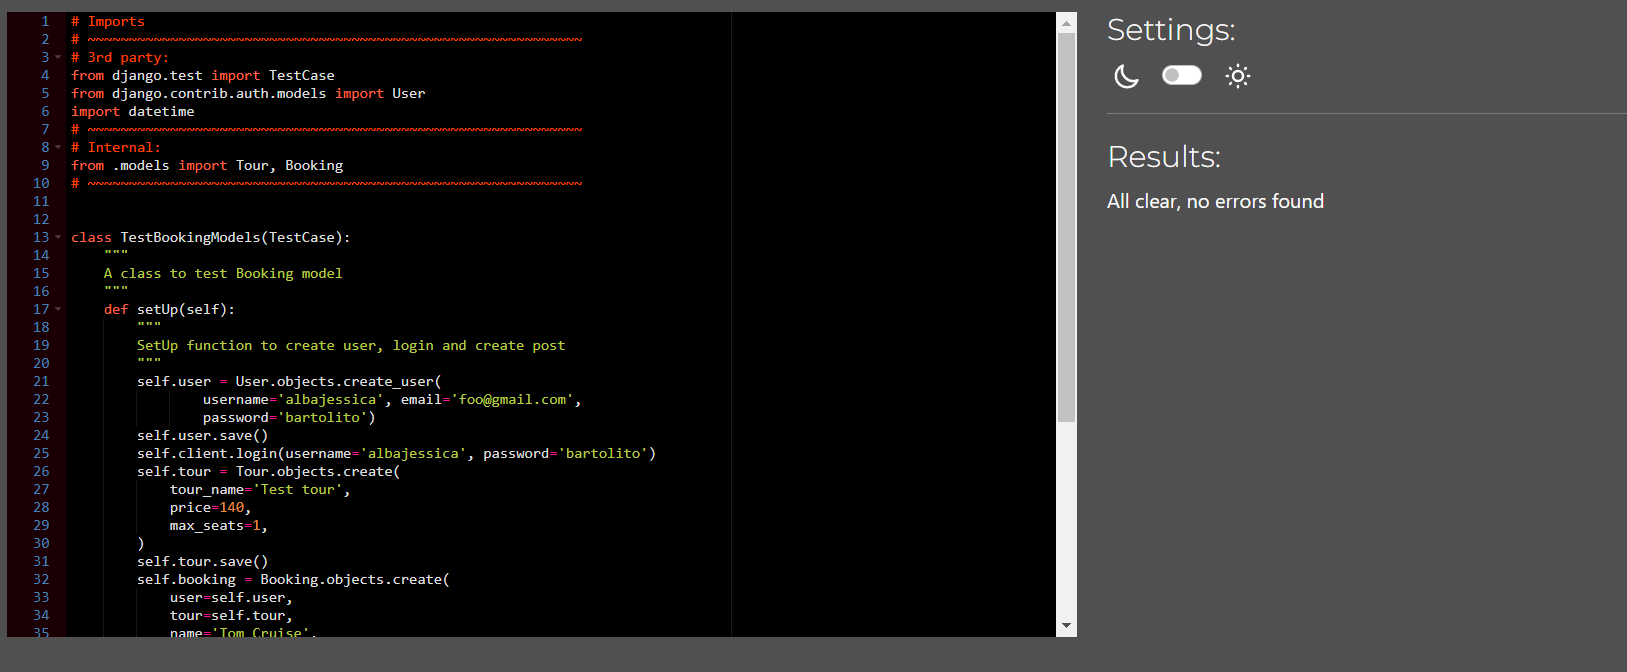 1 # Imports
2 # ~~~~~~~~~~~~~~~~~~~~~~~~~~~~~~~~~~~~~~~~~~~~~~~~~~~~~~~~~~~~
3 # 3rd party:
4 from django.test import TestCase
5 from django.contrib.auth.models import User
6 import datetime
7 # ~~~~~~~~~~~~~~~~~~~~~~~~~~~~~~~~~~~~~~~~~~~~~~~~~~~~~~~~~~~~
8 # Internal:
9 from .models import Tour, Booking
10 # ~~~~~~~~~~~~~~~~~~~~~~~~~~~~~~~~~~~~~~~~~~~~~~~~~~~~~~~~~~~~
11
12
13 class TestBookingModels(TestCase):
14     """
15     A class to test Booking model
16     """
17     def setUp(self):
18         """
19         SetUp function to create user, login and create post
20         """
21         self.user = User.objects.create_user(
22                 username='albajessica', email='foo@gmail.com',
23                 password='bartolito')
24         self.user.save()
25         self.client.login(username='albajessica', password='bartolito')
26         self.tour = Tour.objects.create(
27             tour_name='Test tour',
28             price=140,
29             max_seats=1,
30         )
31         self.tour.save()
32         self.booking = Booking.objects.create(
33             user=self.user,
34             tour=self.tour,
35             name='Tom Cruise',
Settings:
Results:
All clear, no errors found